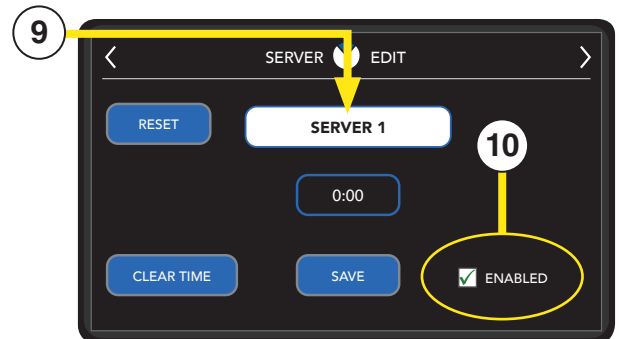 9
SERVER EDIT
RESET
SERVER 1
10
0:00
CLEAR TIME
SAVE
ENABLED